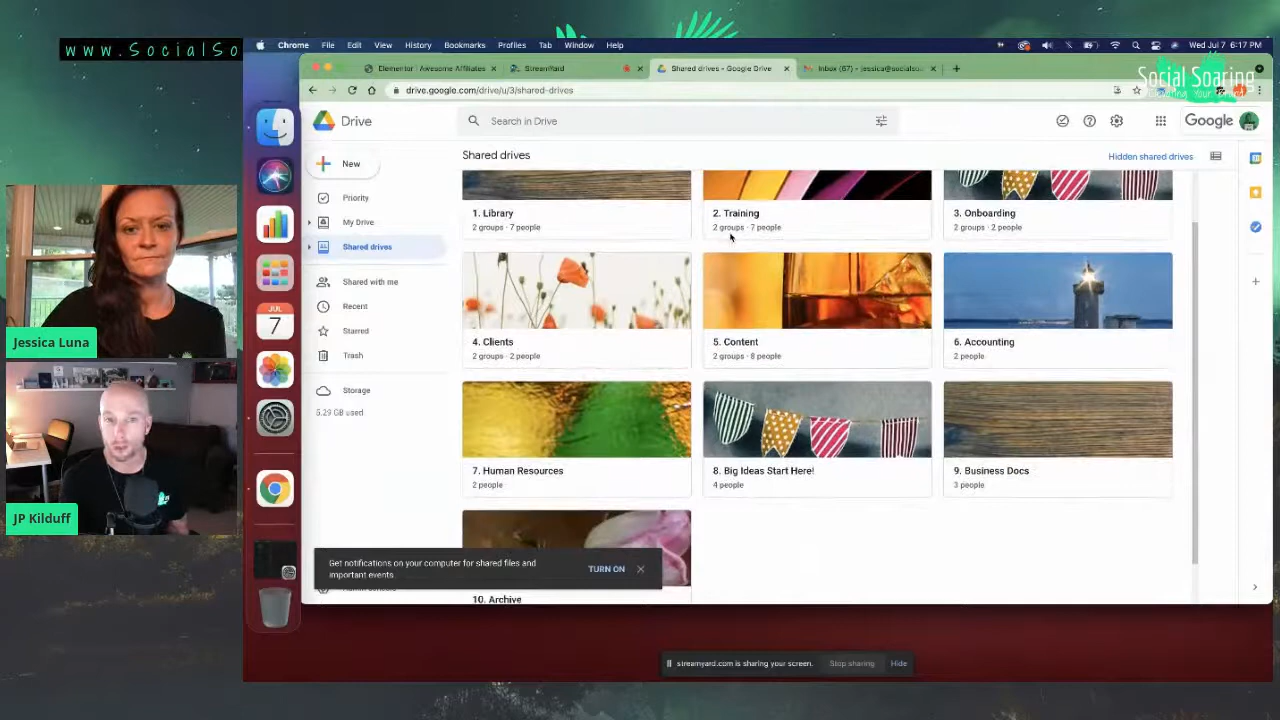 www.SocialSo
Chrome File Edit View History Bookmarks Profiles Tab Window Help
Wed Jul 7 6:17 PM
Elementor | Awesome Affiliates
StreamYard
Shared drives - Google Drive
Inbox (67) - jessica@socialsoa
drive.google.com/drive/u/3/shared-drives
Social Soaring
Drive
Search in Drive
Google
New
Shared drives
Hidden shared drives
Priority
My Drive
Shared drives
Shared with me
Recent
Starred
Trash
Storage
5.29 GB used
1. Library
2 groups · 7 people
2. Training
2 groups · 7 people
3. Onboarding
2 groups · 2 people
4. Clients
2 groups · 2 people
5. Content
2 groups · 8 people
6. Accounting
2 people
7. Human Resources
2 people
8. Big Ideas Start Here!
4 people
9. Business Docs
3 people
10. Archive
Get notifications on your computer for shared files and
important events
TURN ON
JUL
7
Jessica Luna
JP Kilduff
streamyard.com is sharing your screen.
Stop sharing
Hide